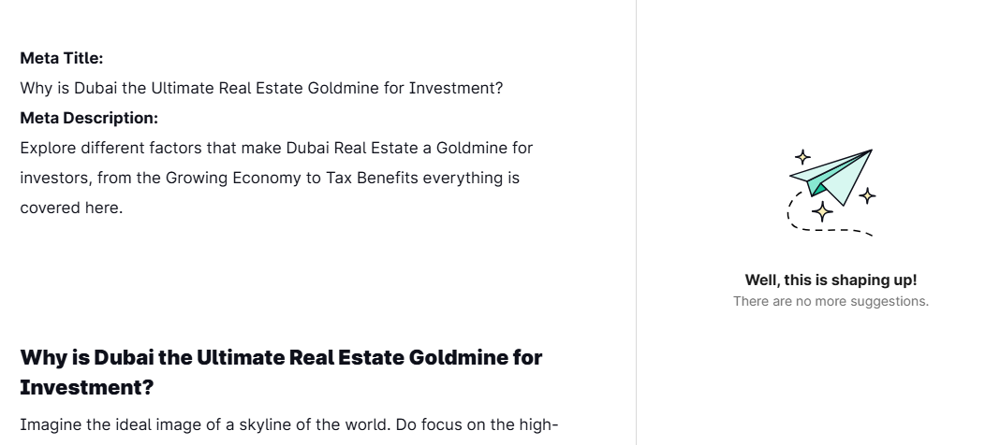 Meta Title:
Why is Dubai the Ultimate Real Estate Goldmine for Investment?
Meta Description:
Explore different factors that make Dubai Real Estate a Goldmine for
investors, from the Growing Economy to Tax Benefits everything is
covered here.
Why is Dubai the Ultimate Real Estate Goldmine for
Investment?
Imagine the ideal image of a skyline of the world. Do focus on the high-
Well, this is shaping up!
There are no more suggestions.